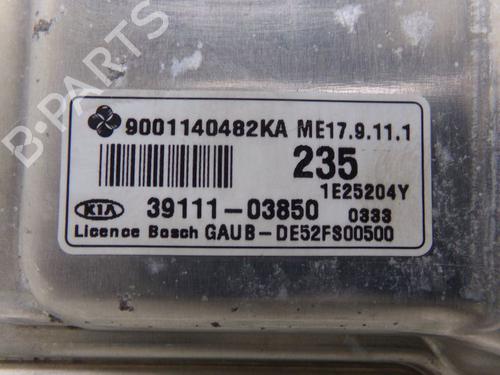 9001140482KA ME17.9.11.1
235
1E25204Y
KIA 39111-03850 0333
Licence Bosch GAUB-DE52FS00500
B-PARTS